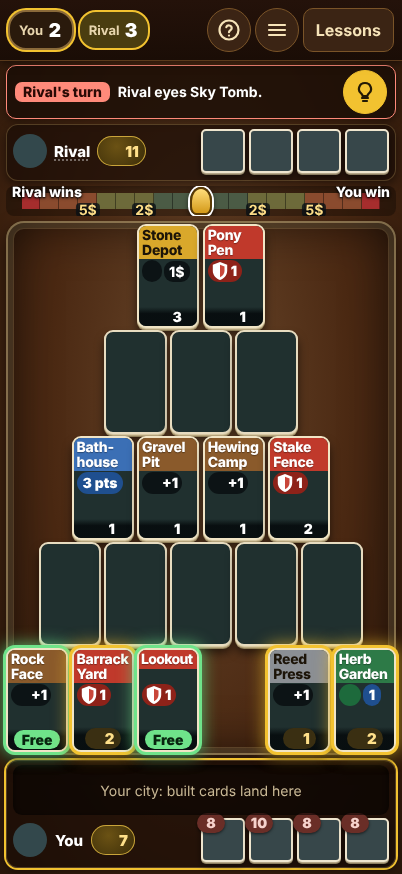 You 2
Rival 3
Lessons
Rival's turn Rival eyes Sky Tomb.
Rival 11
Rival wins
You win
5$ 2$ 2$ 5$
Stone Depot
1$
3
Pony Pen
1
1
Bath-house
3 pts
1
Gravel Pit
+1
1
Hewing Camp
+1
1
Stake Fence
1
2
Rock Face
+1
Free
Barrack Yard
1
2
Lookout
1
Free
Reed Press
+1
1
Herb Garden
1
2
Your city: built cards land here
You 7
8 10 8 8